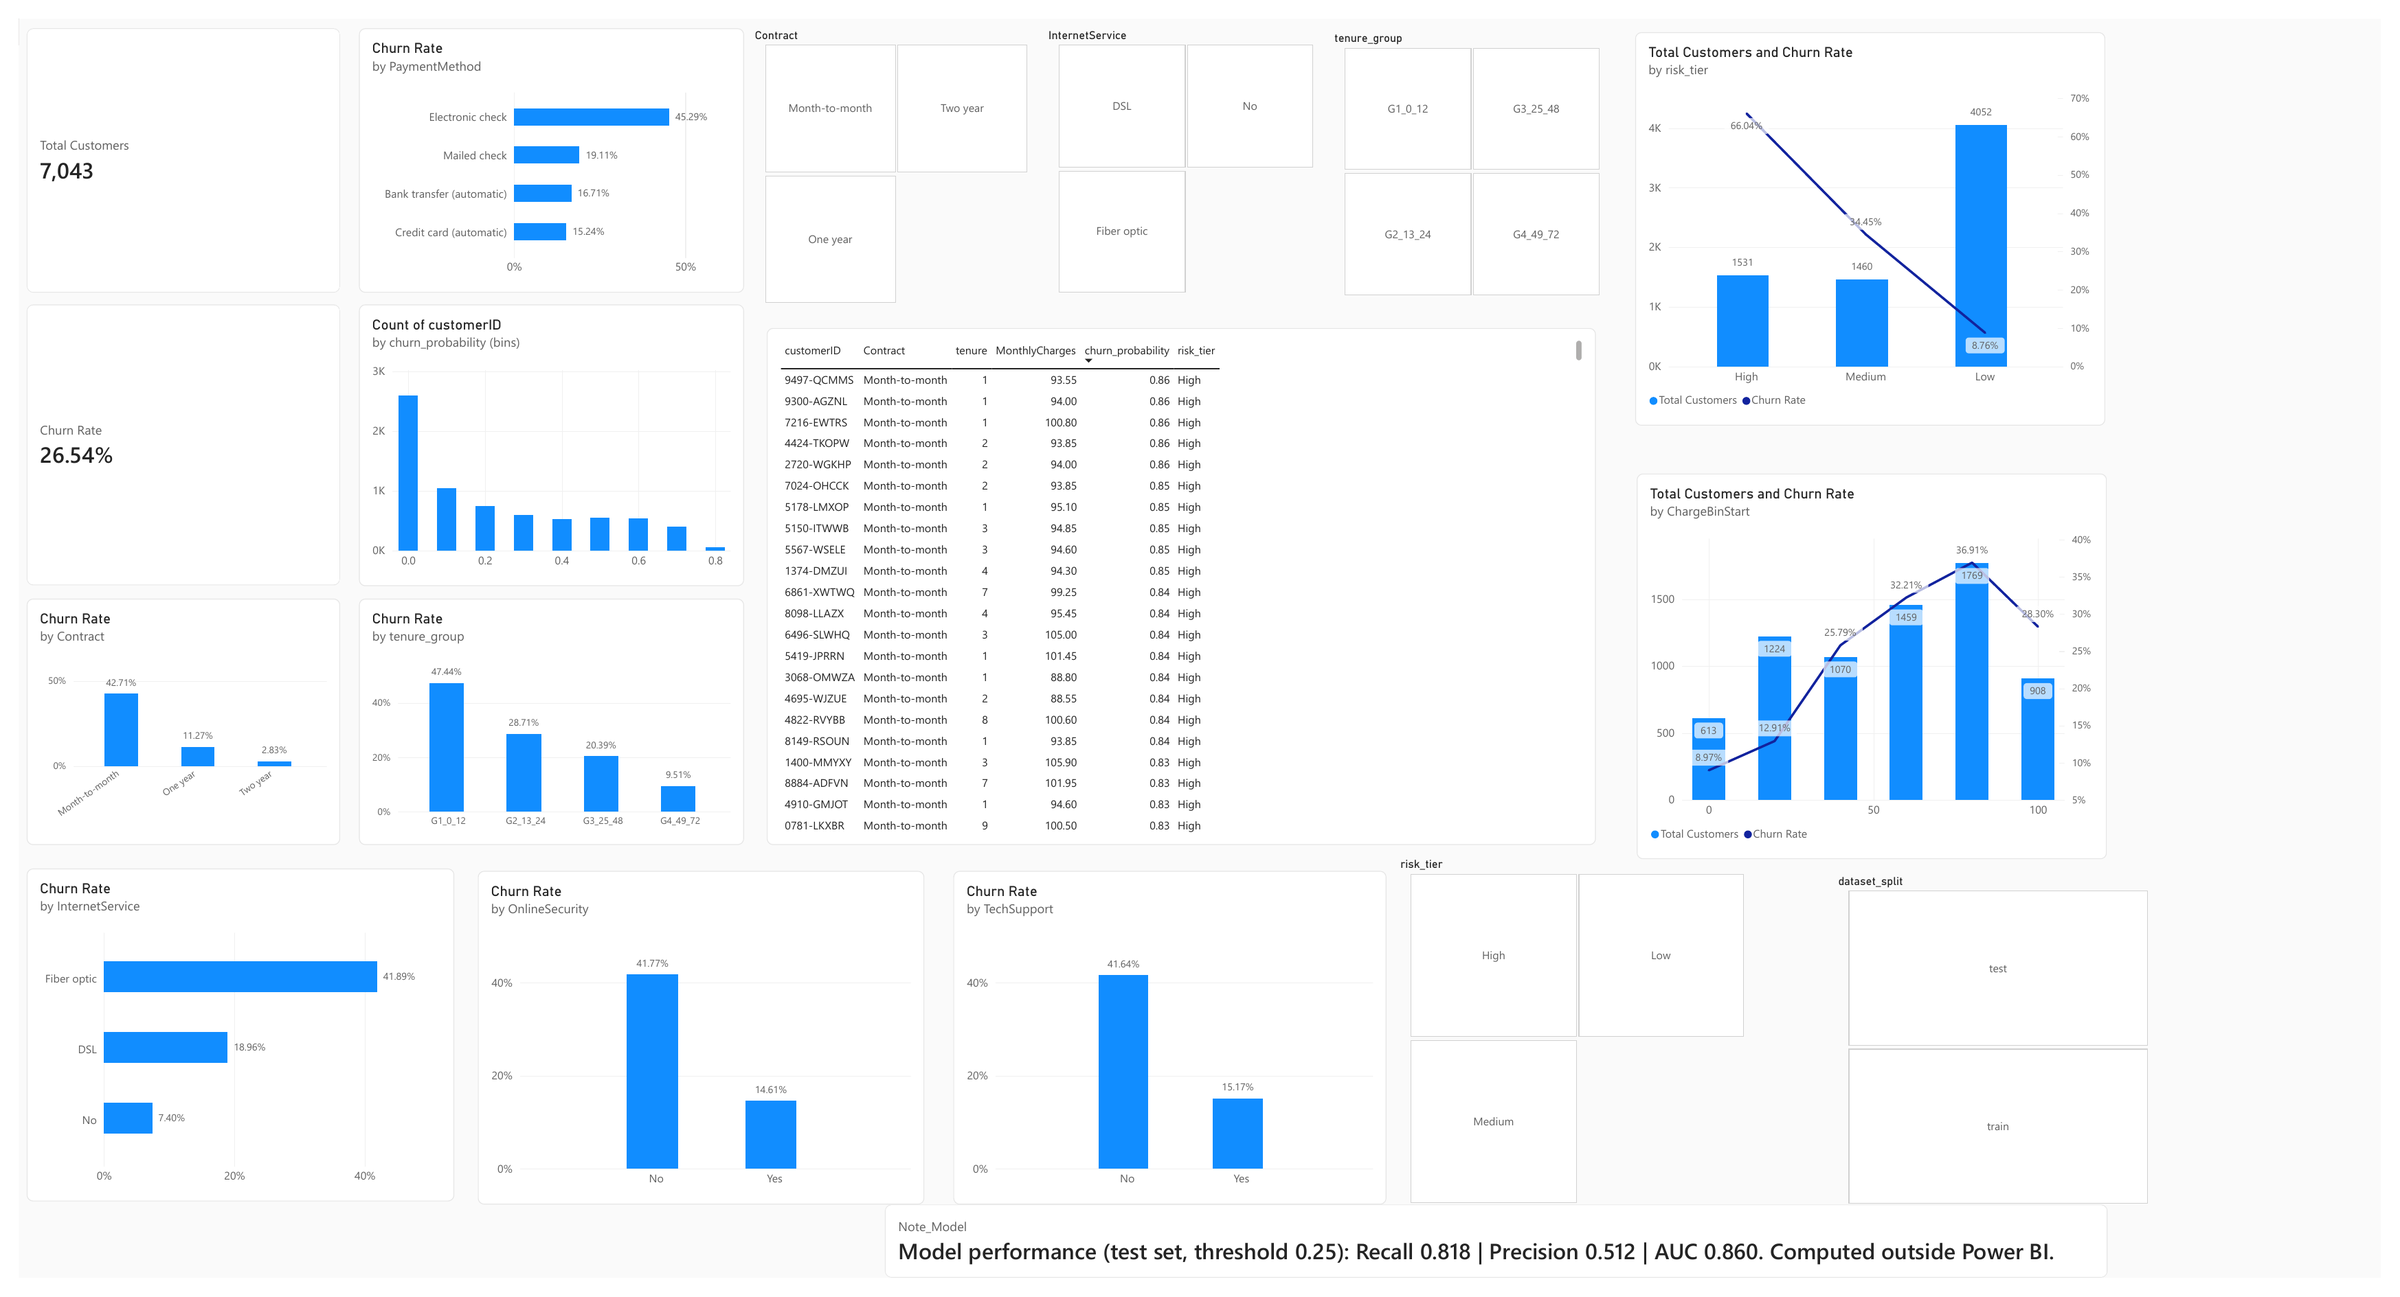 Total Customers
7,043
Churn Rate
by PaymentMethod
Electronic check
45.29%
Mailed check
19.11%
Bank transfer (automatic)
16.71%
Credit card (automatic)
15.24%
0%
50%
Contract
Month-to-month
Two year
One year
InternetService
DSL
No
Fiber optic
tenure_group
G1_0_12
G3_25_48
G2_13_24
G4_49_72
Total Customers and Churn Rate
by risk_tier
4K
3K
2K
1K
0K
70%
60%
50%
40%
30%
20%
10%
0%
66.04%
34.45%
8.76%
1531
1460
4052
High
Medium
Low
Total Customers
Churn Rate
Churn Rate
26.54%
Count of customerID
by churn_probability (bins)
3K
2K
1K
0K
0.0
0.2
0.4
0.6
0.8
customerID Contract tenure MonthlyCharges churn_probability risk_tier
9497-QCMMS Month-to-month 1 93.55 0.86 High
9300-AGZNL Month-to-month 1 94.00 0.86 High
7216-EWTRS Month-to-month 1 100.80 0.86 High
4424-TKOPW Month-to-month 2 93.85 0.86 High
2720-WGKHP Month-to-month 2 94.00 0.86 High
7024-OHCCK Month-to-month 2 93.85 0.85 High
5178-LMXOP Month-to-month 1 95.10 0.85 High
5150-ITWWB Month-to-month 3 94.85 0.85 High
5567-WSELE Month-to-month 3 94.60 0.85 High
1374-DMZUI Month-to-month 4 94.30 0.85 High
6861-XWTWQ Month-to-month 7 99.25 0.84 High
8098-LLAZX Month-to-month 4 95.45 0.84 High
6496-SLWHQ Month-to-month 3 105.00 0.84 High
5419-JPRRN Month-to-month 1 101.45 0.84 High
3068-OMWZA Month-to-month 1 88.80 0.84 High
4695-WJZUE Month-to-month 2 88.55 0.84 High
4822-RVYBB Month-to-month 8 100.60 0.84 High
8149-RSOUN Month-to-month 1 93.85 0.84 High
1400-MMYXY Month-to-month 3 105.90 0.83 High
8884-ADFVN Month-to-month 7 101.95 0.83 High
4910-GMJOT Month-to-month 1 94.60 0.83 High
0781-LKXBR Month-to-month 9 100.50 0.83 High
Total Customers and Churn Rate
by ChargeBinStart
1500
1000
500
0
40%
35%
30%
25%
20%
15%
10%
5%
613
1224
1070
1459
1769
908
8.97%
12.91%
25.79%
32.21%
36.91%
28.30%
0
50
100
Total Customers
Churn Rate
Churn Rate
by Contract
50%
0%
42.71%
11.27%
2.83%
Month-to-month
One year
Two year
Churn Rate
by tenure_group
40%
20%
0%
47.44%
28.71%
20.39%
9.51%
G1_0_12
G2_13_24
G3_25_48
G4_49_72
Churn Rate
by InternetService
Fiber optic
41.89%
DSL
18.96%
No
7.40%
0%
20%
40%
Churn Rate
by OnlineSecurity
40%
20%
0%
41.77%
14.61%
No
Yes
Churn Rate
by TechSupport
40%
20%
0%
41.64%
15.17%
No
Yes
risk_tier
High
Low
Medium
dataset_split
test
train
Note_Model
Model performance (test set, threshold 0.25): Recall 0.818 | Precision 0.512 | AUC 0.860. Computed outside Power BI.